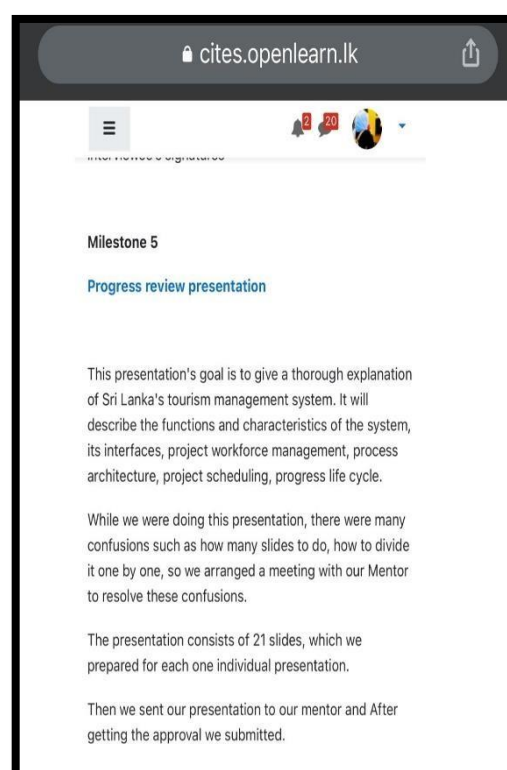 cites.openlearn.lk
2
20
Milestone 5
Progress review presentation
This presentation's goal is to give a thorough explanation
of Sri Lanka's tourism management system. It will
describe the functions and characteristics of the system,
its interfaces, project workforce management, process
architecture, project scheduling, progress life cycle.
While we were doing this presentation, there were many
confusions such as how many slides to do, how to divide
it one by one, so we arranged a meeting with our Mentor
to resolve these confusions.
The presentation consists of 21 slides, which we
prepared for each one individual presentation.
Then we sent our presentation to our mentor and After
getting the approval we submitted.